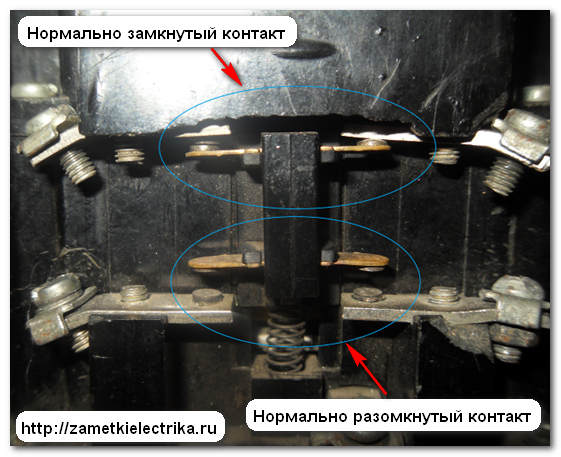 Нормально замкнутый контакт
Нормально разомкнутый контакт
http://zametkielectrika.ru